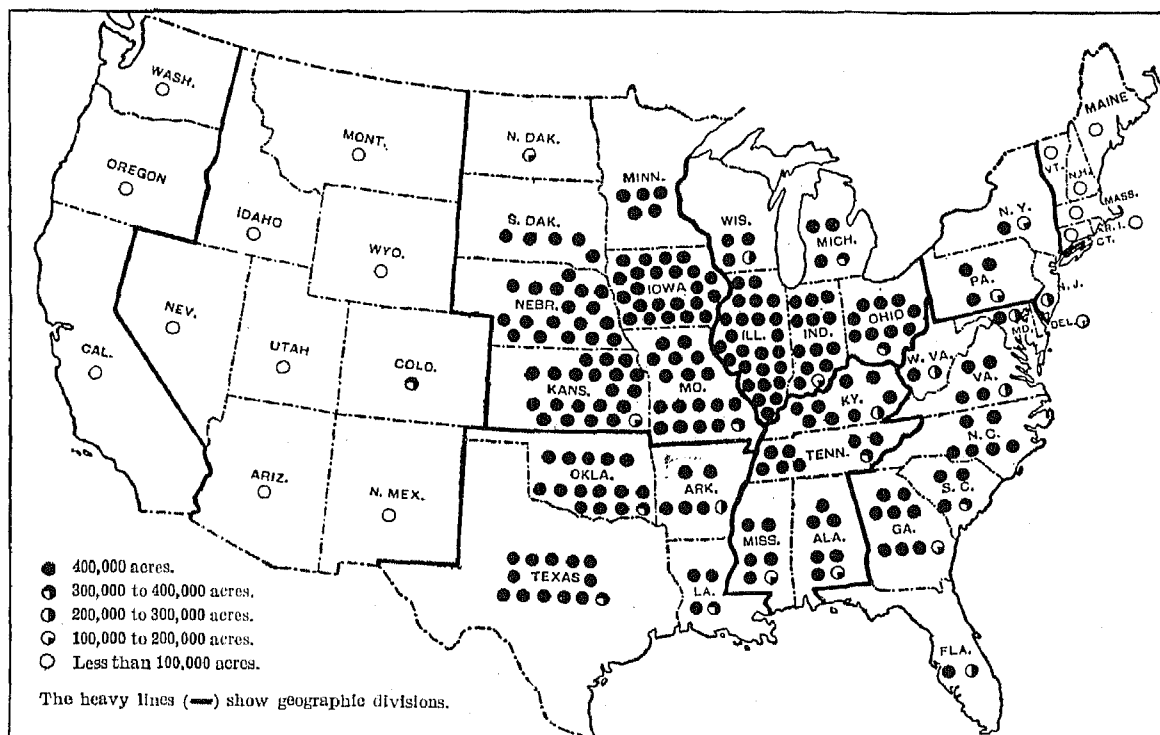 WASH.
OREGON
CAL.
NEV.
IDAHO
MONT.
WYO.
UTAH
COLO.
ARIZ.
N. MEX.
N. DAK.
S. DAK.
NEBR.
KANS.
OKLA.
TEXAS
MINN.
IOWA
MO.
ARK.
LA.
WIS.
MICH.
ILL.
IND.
OHIO
KY.
TENN.
MISS.
ALA.
GA.
FLA.
S. C.
N. C.
VA.
W. VA.
MD.
DEL.
PA.
N. J.
N. Y.
CT.
R. I.
MASS.
VT.
N.H.
MAINE
400,000 acres.
300,000 to 400,000 acres.
200,000 to 300,000 acres.
100,000 to 200,000 acres.
Less than 100,000 acres.
The heavy lines (▬) show geographic divisions.